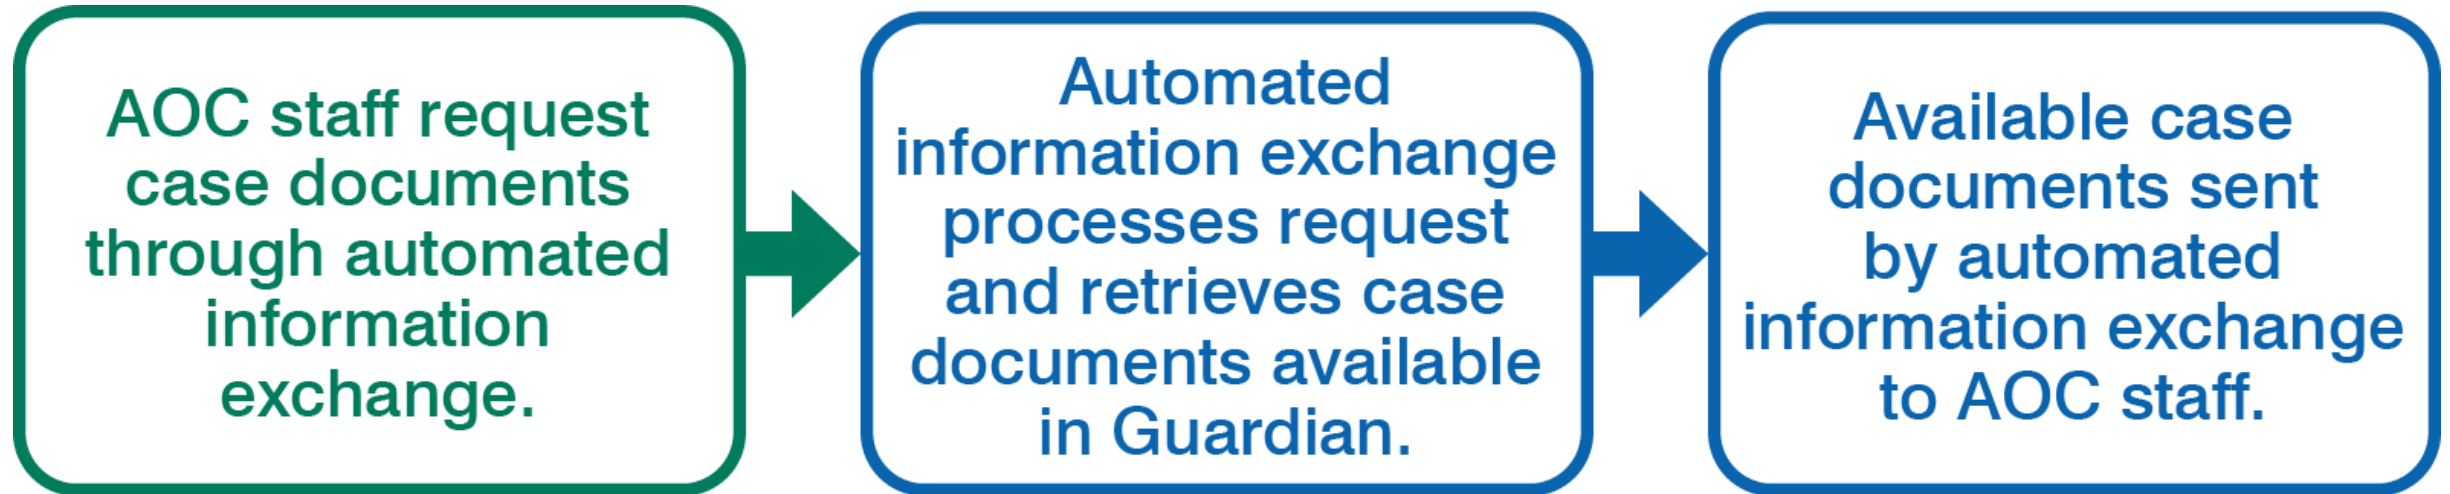 AOC staff request
case documents
through automated
information
exchange.
Automated
information exchange
processes request
and retrieves case
documents available
in Guardian.
Available case
documents sent
by automated
information exchange
to AOC staff.